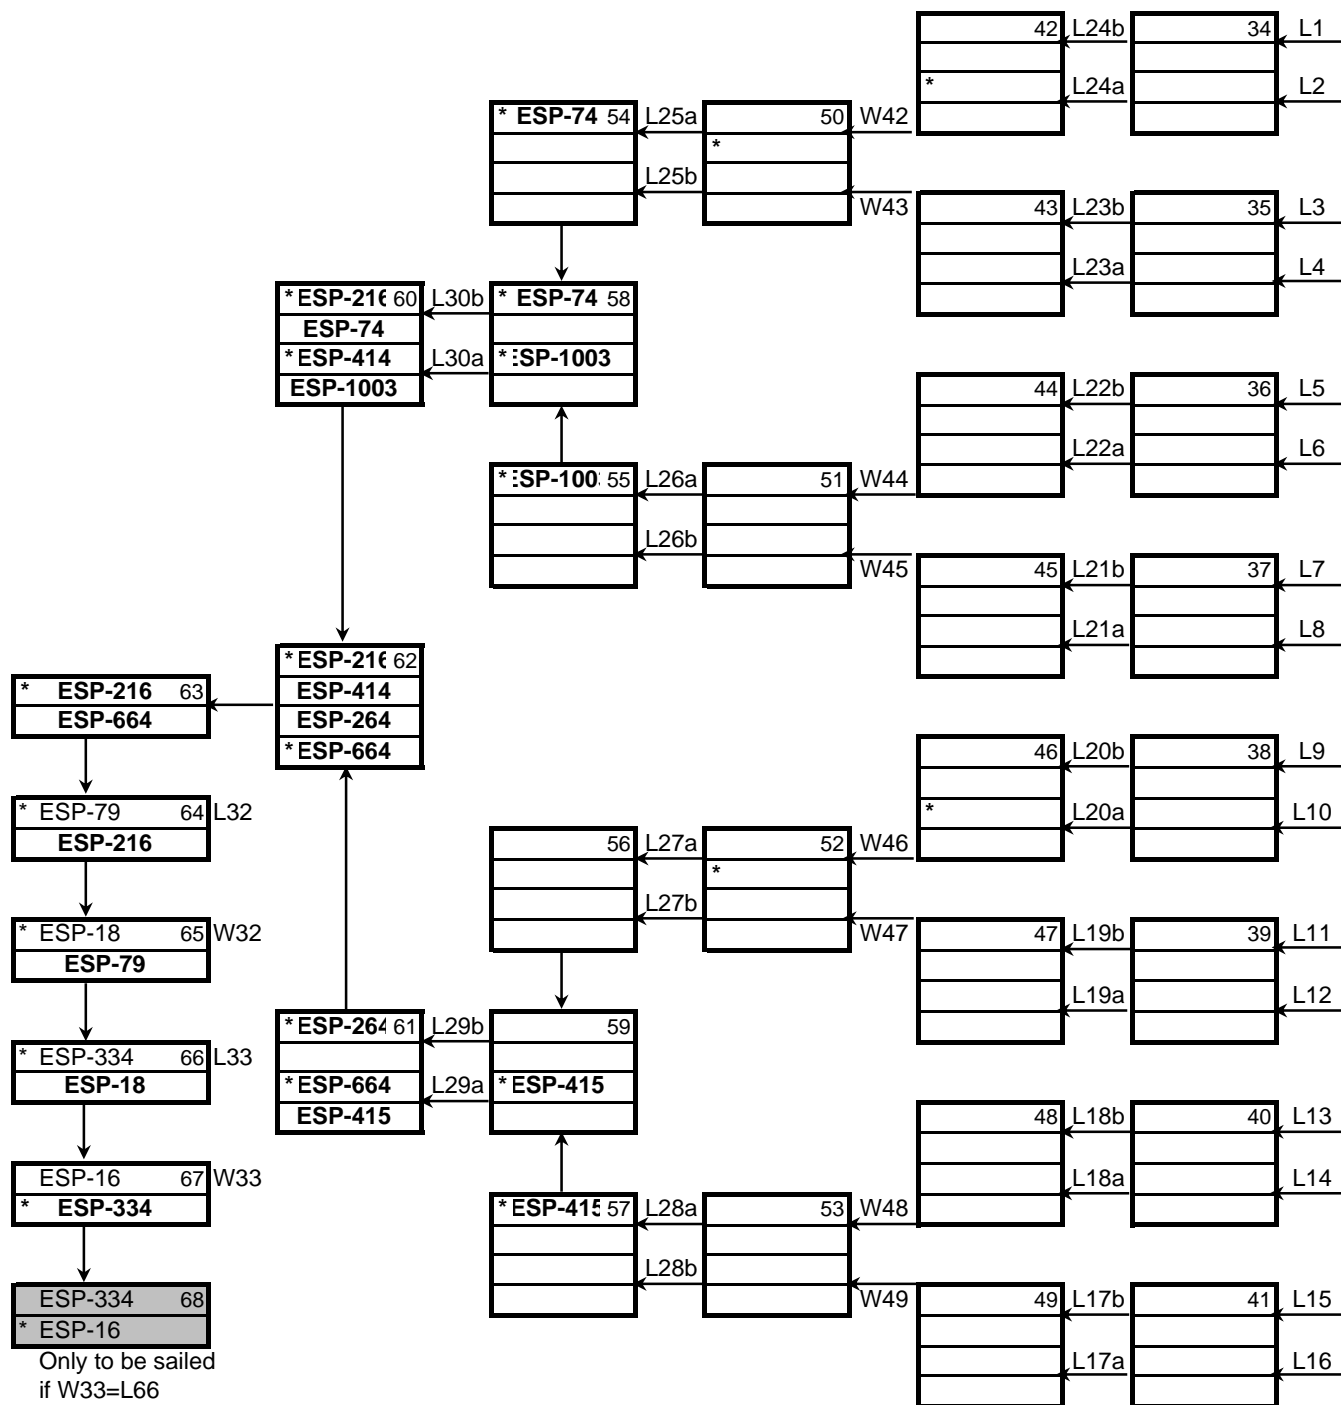 42 L24b 34 L1
* L24a L2
* ESP-74 54 L25a 50 W42
*
L25b W43
43 L23b 35 L3
L23a L4
* ESP-216 60 L30b * ESP-74 58
ESP-74
* ESP-414 L30a * ESP-1003
ESP-1003
44 L22b 36 L5
L22a L6
* ESP-1003 55 L26a 51 W44
L26b W45
45 L21b 37 L7
L21a L8
* ESP-216 62
* ESP-216 63 ESP-414
ESP-664 ESP-264
* ESP-664
46 L20b 38 L9
* L20a L10
* ESP-79 64 L32
ESP-216
56 L27a 52 W46
*
L27b W47
* ESP-18 65 W32
ESP-79
47 L19b 39 L11
L19a L12
* ESP-264 61 L29b 59
* ESP-664 L29a * ESP-415
ESP-415
* ESP-334 66 L33
ESP-18
48 L18b 40 L13
L18a L14
ESP-16 67 W33
* ESP-334
* ESP-415 57 L28a 53 W48
L28b W49
ESP-334 68
* ESP-16
49 L17b 41 L15
L17a L16
Only to be sailed
if W33=L66